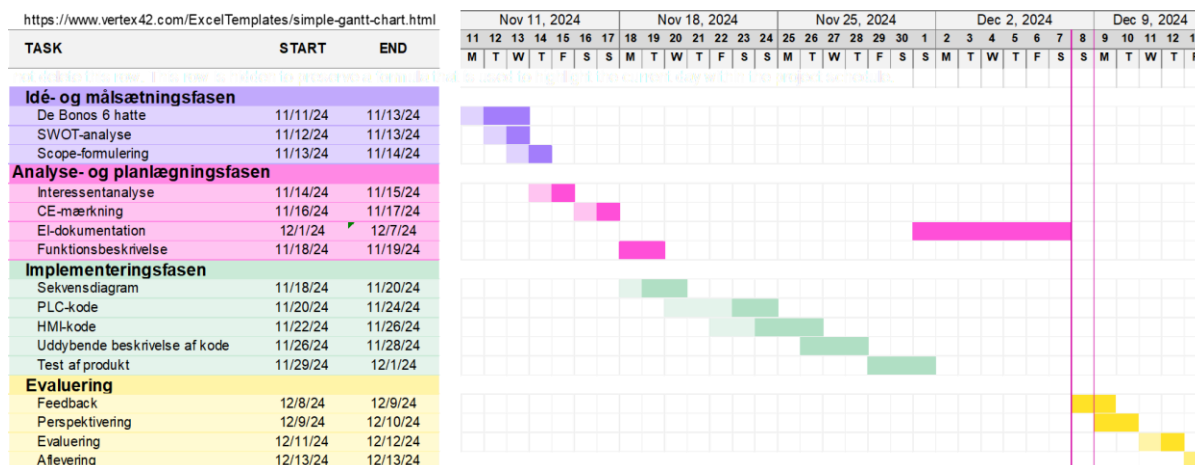 https://www.vertex42.com/ExcelTemplates/simple-gantt-chart.html Nov 11, 2024 Nov 18, 2024 Nov 25, 2024 Dec 2, 2024 Dec 9, 2024
11 12 13 14 15 16 17 18 19 20 21 22 23 24 25 26 27 28 29 30 1 2 3 4 5 6 7 8 9 10 11 12
TASK START END M T W T F S S M T W T F S S M T W T F S S M T W T F S S M T W T
Idé- og målsætningsfasen
De Bonos 6 hatte 11/11/24 11/13/24
SWOT-analyse 11/12/24 11/13/24
Scope-formulering 11/13/24 11/14/24
Analyse- og planlægningsfasen
Interessentanalyse 11/14/24 11/15/24
CE-mærkning 11/16/24 11/17/24
El-dokumentation 12/1/24 12/7/24
Funktionsbeskrivelse 11/18/24 11/19/24
Implementeringsfasen
Sekvensdiagram 11/18/24 11/20/24
PLC-kode 11/20/24 11/24/24
HMI-kode 11/22/24 11/26/24
Uddybende beskrivelse af kode 11/26/24 11/28/24
Test af produkt 11/29/24 12/1/24
Evaluering
Feedback 12/8/24 12/9/24
Perspektivering 12/9/24 12/10/24
Evaluering 12/11/24 12/12/24
Aflevering 12/13/24 12/13/24